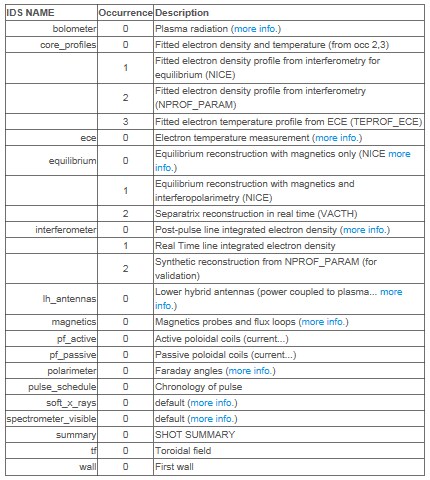 IDS NAME Occurrence Description
bolometer 0 Plasma radiation (more info.)
core_profiles 0 Fitted electron density and temperature (from occ 2,3)
1 Fitted electron density profile from interferometry for
equilibrium (NICE)
2 Fitted electron density profile from interferometry
(NPROF_PARAM)
3 Fitted electron temperature profile from ECE (TEPROF_ECE)
ece 0 Electron temperature measurement (more info.)
equilibrium 0 Equilibrium reconstruction with magnetics only (NICE more
info.)
1 Equilibrium reconstruction with magnetics and
interferopolarimetry (NICE)
2 Separatrix reconstruction in real time (VACTH)
interferometer 0 Post-pulse line integrated electron density (more info.)
1 Real Time line integrated electron density
2 Synthetic reconstruction from NPROF_PARAM (for
validation)
lh_antennas 0 Lower hybrid antennas (power coupled to plasma... more
info.)
magnetics 0 Magnetics probes and flux loops (more info.)
pf_active 0 Active poloidal coils (current...)
pf_passive 0 Passive poloidal coils (current...)
polarimeter 0 Faraday angles (more info.)
pulse_schedule 0 Chronology of pulse
soft_x_rays 0 default (more info.)
spectrometer_visible 0 default (more info.)
summary 0 SHOT SUMMARY
tf 0 Toroidal field
wall 0 First wall